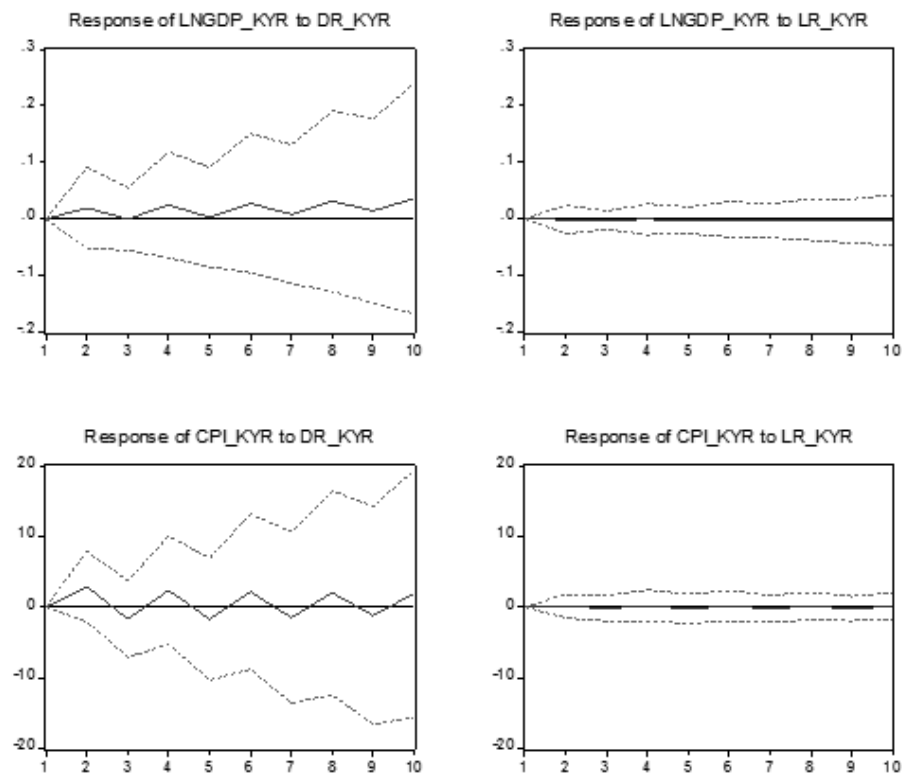 Response of LNGDP_KYR to DR_KYR
.3
.2
.1
.0
-.1
-.2
1 2 3 4 5 6 7 8 9 10
Response of LNGDP_KYR to LR_KYR
.3
.2
.1
.0
-.1
-.2
1 2 3 4 5 6 7 8 9 10
Response of CPI_KYR to DR_KYR
20
10
0
-10
-20
1 2 3 4 5 6 7 8 9 10
Response of CPI_KYR to LR_KYR
20
10
0
-10
-20
1 2 3 4 5 6 7 8 9 10